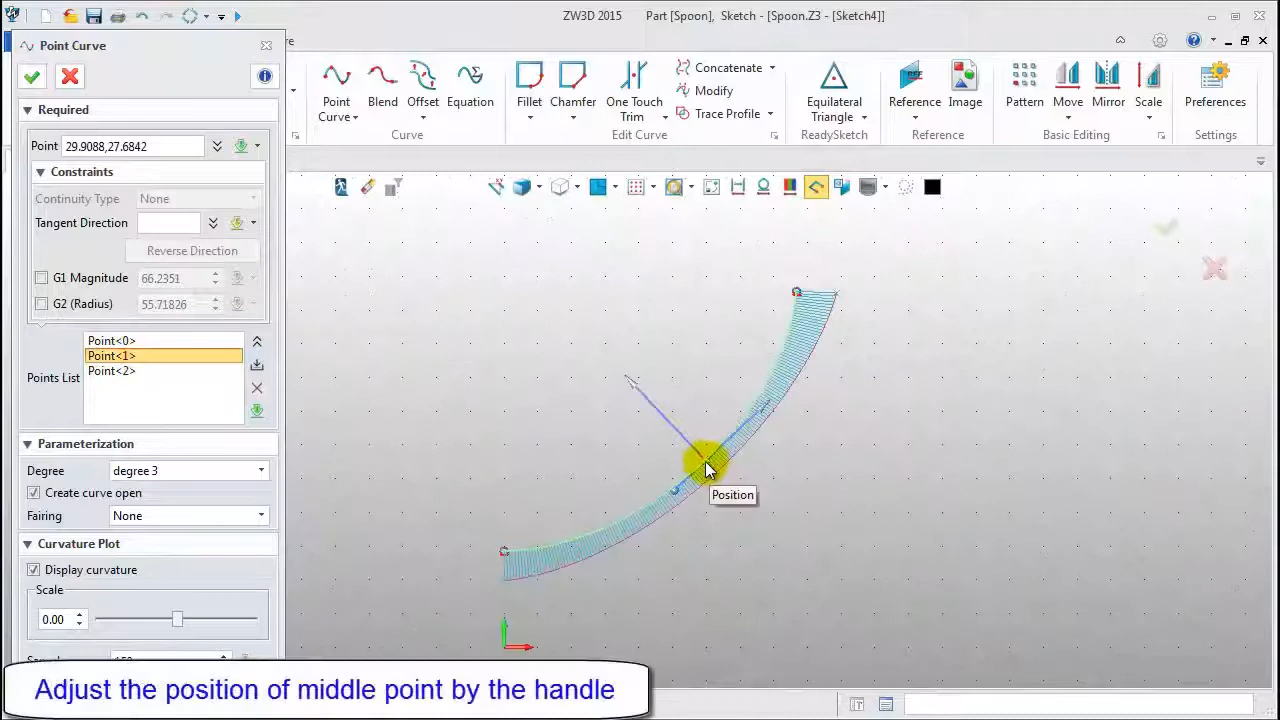 ZW3D 2015 Part [Spoon], Sketch - [Spoon.Z3 - [Sketch4]]
Point Curve
Required
Point 29.9088,27.6842
Constraints
Continuity Type None
Tangent Direction
Reverse Direction
G1 Magnitude 66.2351
G2 (Radius) 55.71826
Point<0>
Point<1>
Point<2>
Points List
Parameterization
Degree degree 3
Create curve open
Fairing None
Curvature Plot
Display curvature
Scale
0.00
Point Curve
Blend
Offset
Equation
Curve
Fillet
Chamfer
One Touch Trim
Concatenate
Modify
Trace Profile
Edit Curve
Equilateral Triangle
ReadySketch
REF
Reference
Image
Reference
Pattern
Move
Mirror
Scale
Basic Editing
Preferences
Settings
Position
Adjust the position of middle point by the handle